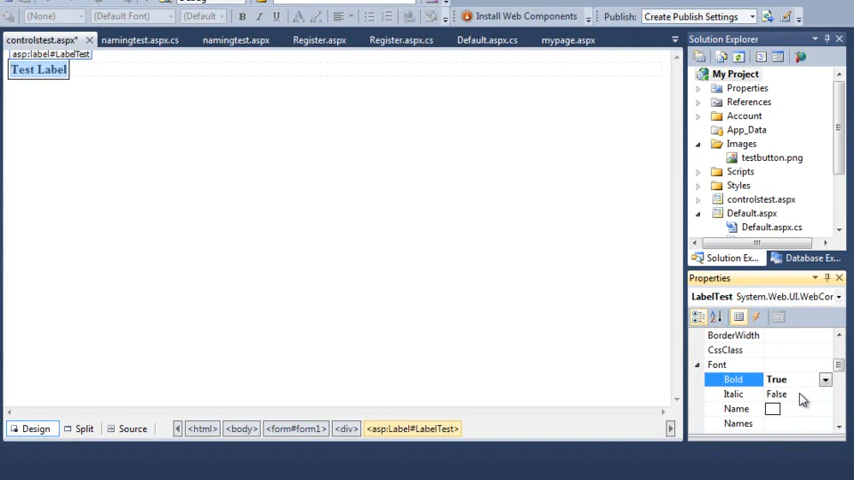 (None)
(Default Font)
(Default
B
I
U
A
Install Web Components
Publish:
Create Publish Settings
controlstest.aspx*
namingtest.aspx.cs
namingtest.aspx
Register.aspx
Register.aspx.cs
Default.aspx.cs
mypage.aspx
asp:label#LabelTest
Test Label
Design
Split
Source
<html>
<body>
<form#form1>
<div>
<asp:Label#LabelTest>
Solution Explorer
My Project
Properties
References
Account
App_Data
Images
testbutton.png
Scripts
Styles
controlstest.aspx
Default.aspx
Default.aspx.cs
Solution Ex...
Database Ex...
Properties
LabelTest System.Web.UI.WebCor
BorderWidth
CssClass
Font
Bold True
Italic False
Name
Names